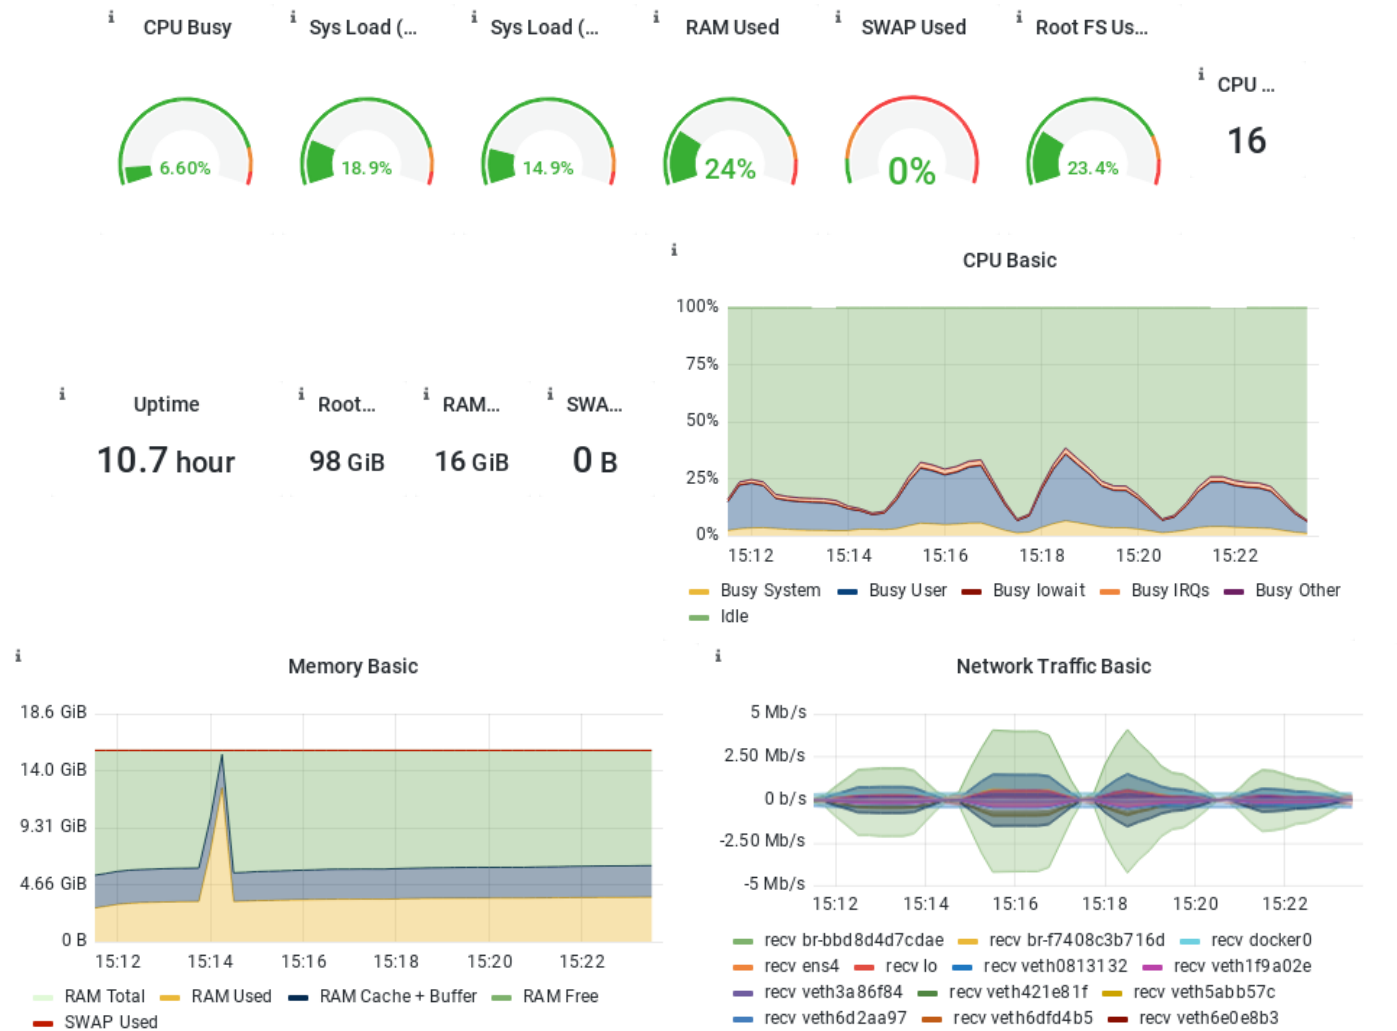 CPU Busy
Sys Load (...
Sys Load (...
RAM Used
SWAP Used
Root FS Us...
CPU ...
6.60%
18.9%
14.9%
24%
0%
23.4%
16
Uptime
Root...
RAM...
SWA...
10.7 hour
98 GiB
16 GiB
0 B
CPU Basic
100%
75%
50%
25%
0%
15:12 15:14 15:16 15:18 15:20 15:22
Busy System Busy User Busy Iowait Busy IRQs Busy Other
Idle
Memory Basic
18.6 GiB
14.0 GiB
9.31 GiB
4.66 GiB
0 B
15:12 15:14 15:16 15:18 15:20 15:22
RAM Total RAM Used RAM Cache + Buffer RAM Free
SWAP Used
Network Traffic Basic
5 Mb/s
2.50 Mb/s
0 b/s
-2.50 Mb/s
-5 Mb/s
15:12 15:14 15:16 15:18 15:20 15:22
recv br-bbd8d4d7cdae recv br-f7408c3b716d recv docker0
recv ens4 recv lo recv veth0813132 recv veth1f9a02e
recv veth3a86f84 recv veth421e81f recv veth5abb57c
recv veth6d2aa97 recv veth6dfd4b5 recv veth6e0e8b3